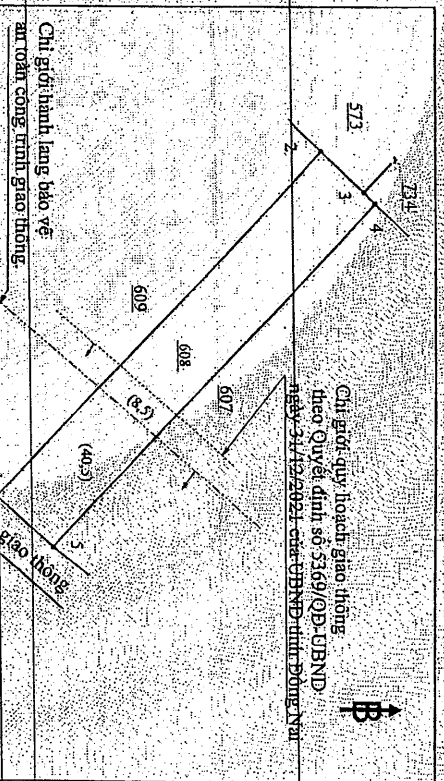 573
734
2
3
4
Chỉ giới quy hoạch giao thông
theo Quyết định số 5369/QĐ-UBND
ngày 31/12/2021 của UBND tỉnh Đồng Nai
B
609
608
607
(8,5)
(40,5)
5
giao thông
Chỉ giới hành lang bảo vệ
an toàn công trình giao thông